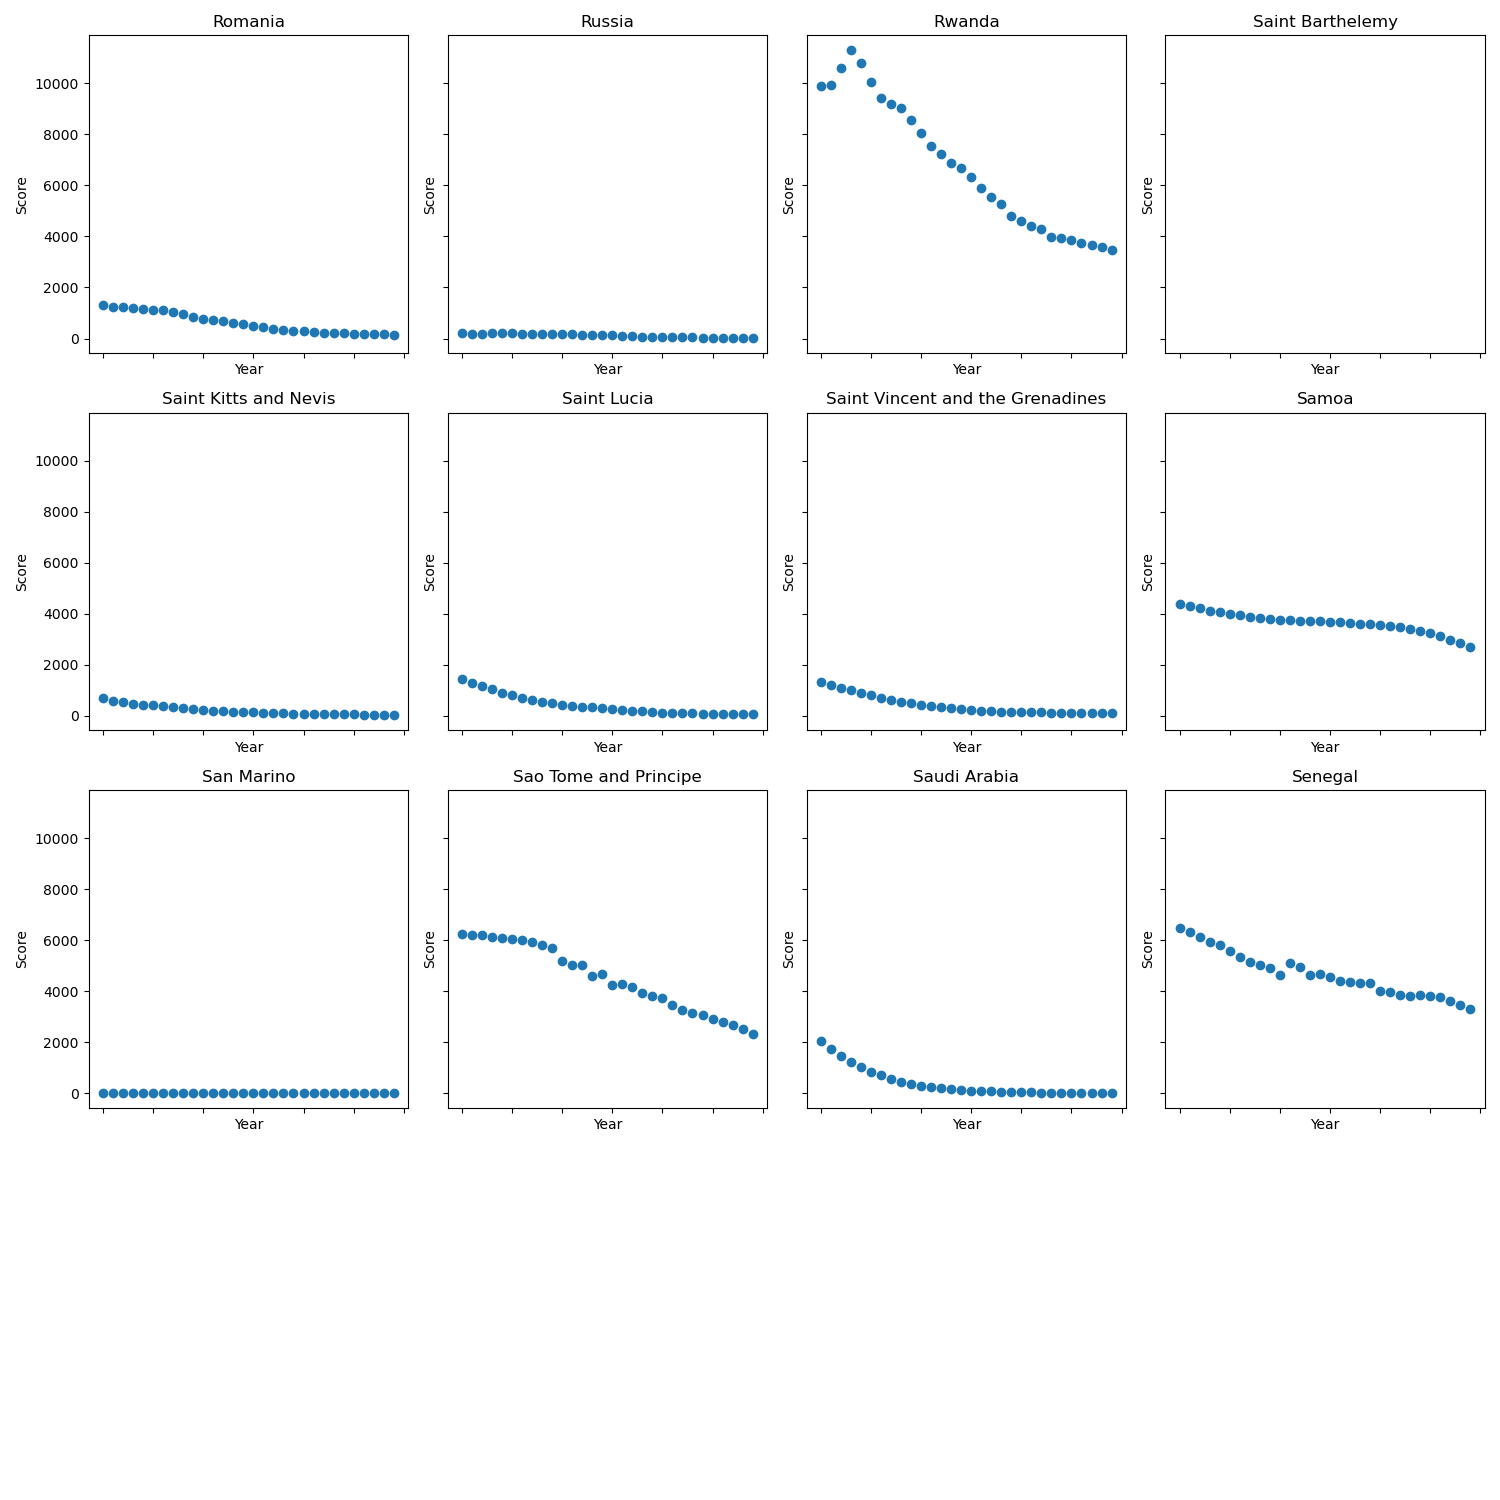 Romania
Russia
Rwanda
Saint Barthelemy
10000
8000
6000
4000
2000
0
Score
Score
Score
Score
Year
Year
Year
Year
Saint Kitts and Nevis
Saint Lucia
Saint Vincent and the Grenadines
Samoa
10000
8000
6000
4000
2000
0
Score
Score
Score
Score
Year
Year
Year
Year
San Marino
Sao Tome and Principe
Saudi Arabia
Senegal
10000
8000
6000
4000
2000
0
Score
Score
Score
Score
Year
Year
Year
Year